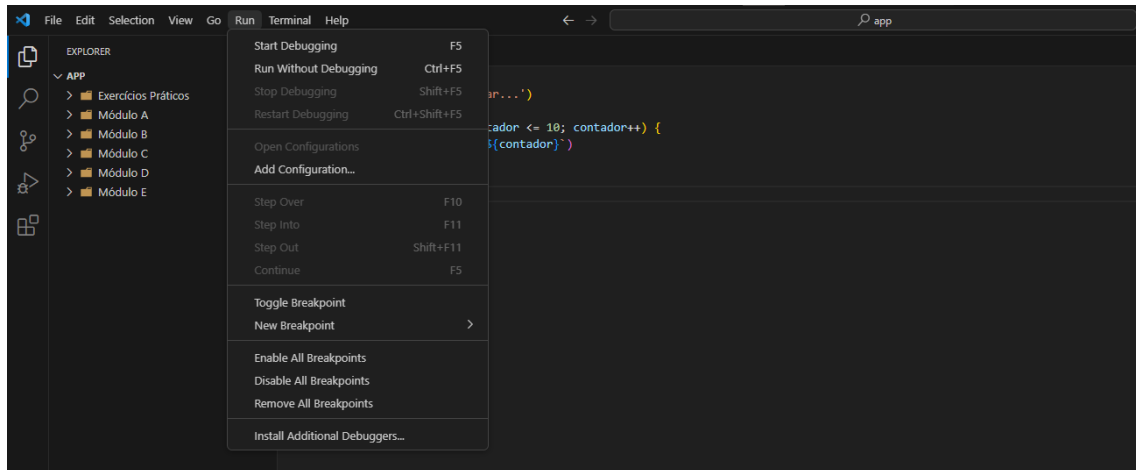 File Edit Selection View Go Run Terminal Help
app
EXPLORER
APP
Exercícios Práticos
Módulo A
Módulo B
Módulo C
Módulo D
Módulo E
Start Debugging F5
Run Without Debugging Ctrl+F5
Stop Debugging Shift+F5
Restart Debugging Ctrl+Shift+F5
Open Configurations
Add Configuration...
Step Over F10
Step Into F11
Step Out Shift+F11
Continue F5
Toggle Breakpoint
New Breakpoint
Enable All Breakpoints
Disable All Breakpoints
Remove All Breakpoints
Install Additional Debuggers...
ar...')
tador <= 10; contador++) {
${contador}`)